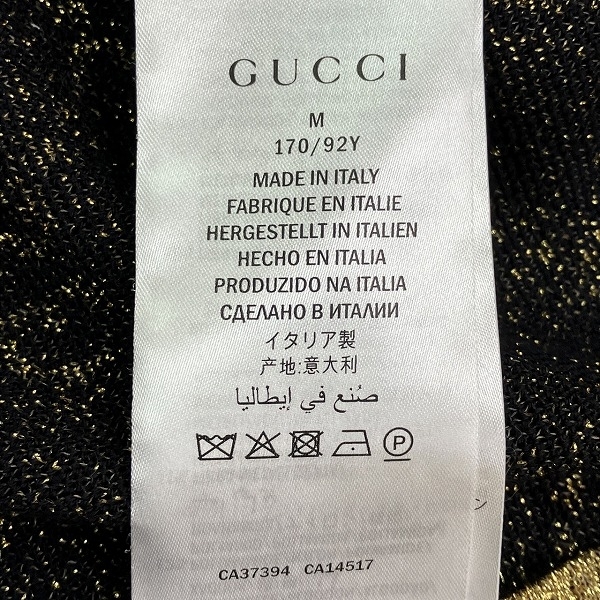 GUCCI
M
170/92Y
MADE IN ITALY
FABRIQUE EN ITALIE
HERGESTELLT IN ITALIEN
HECHO EN ITALIA
PRODUZIDO NA ITALIA
СДЕЛАНО В ИТАЛИИ
イタリア製
产地:意大利
صُنع في إيطاليا
P
CA37394 CA14517